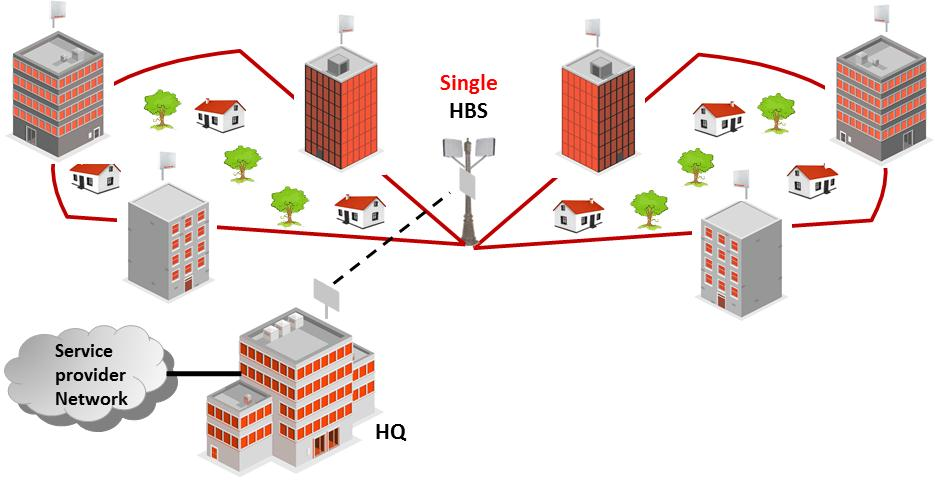 Single
HBS
Service
provider
Network
HQ